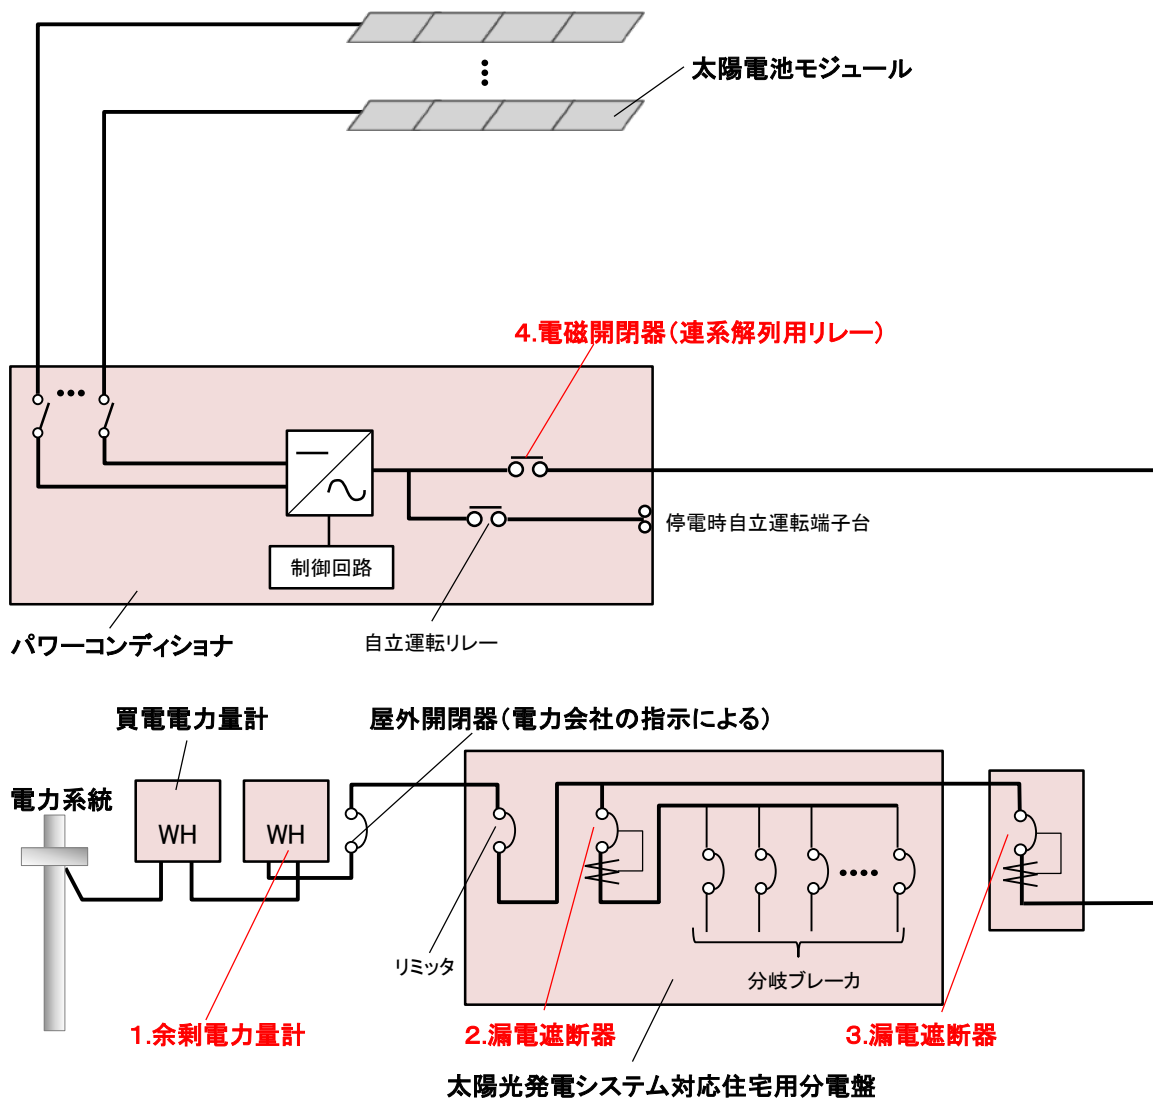 太陽電池モジュール
4.電磁開閉器(連系解列用リレー)
停電時自立運転端子台
制御回路
パワーコンディショナ
自立運転リレー
買電電力量計
屋外開閉器(電力会社の指示による)
電力系統
WH
WH
リミッタ
分岐ブレーカ
1.余剰電力量計
2.漏電遮断器
3.漏電遮断器
太陽光発電システム対応住宅用分電盤